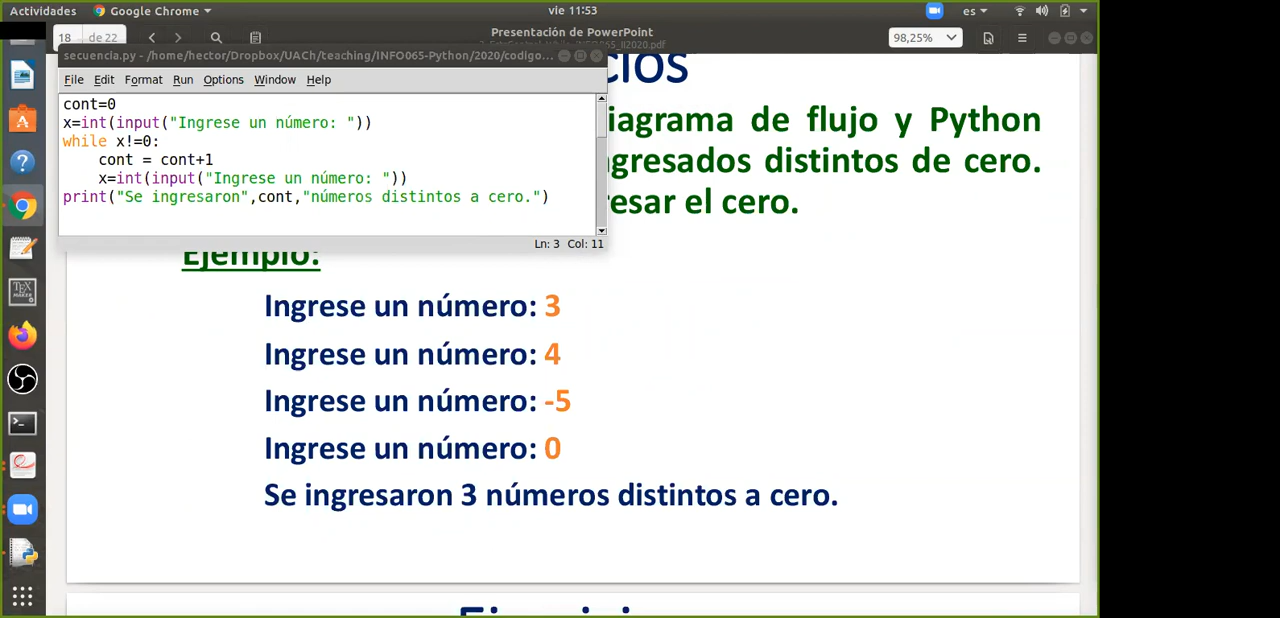 Actividades Google Chrome vie 11:53 es
18 de 22 Presentación de PowerPoint 98,25%
secuencia.py - /home/hector/Dropbox/UACh/teaching/INFO065-Python/2020/codigo...
File Edit Format Run Options Window Help
cont=0
x=int(input("Ingrese un número: "))
while x!=0:
    cont = cont+1
    x=int(input("Ingrese un número: "))
print("Se ingresaron",cont,"números distintos a cero.")
Ln: 3 Col: 11
iagrama de flujo y Python
ngresados distintos de cero.
resar el cero.
Ejemplo:
Ingrese un número: 3
Ingrese un número: 4
Ingrese un número: -5
Ingrese un número: 0
Se ingresaron 3 números distintos a cero.